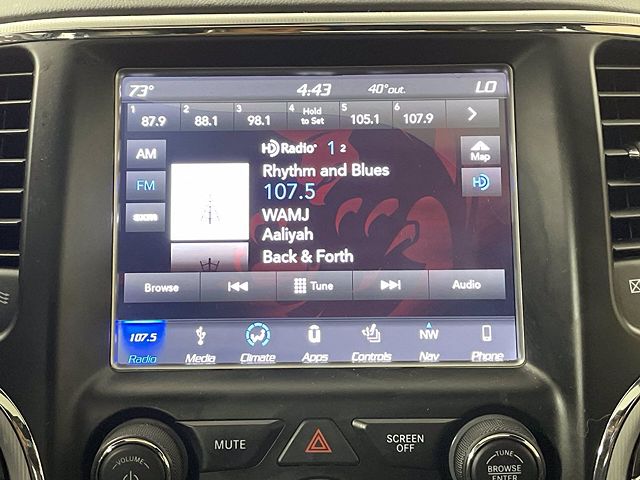 73° 4:43 40°out. LO
1 87.9 2 88.1 3 98.1 4 Hold to Set 5 105.1 6 107.9
AM HD Radio 1 2 Map
Rhythm and Blues
FM 107.5 HD
WAMJ
Aaliyah
Back & Forth
Browse Tune Audio
107.5 NW
Radio Media Climate Apps Controls Nav Phone
MUTE SCREEN OFF
VOLUME TUNE
BROWSE
ENTER